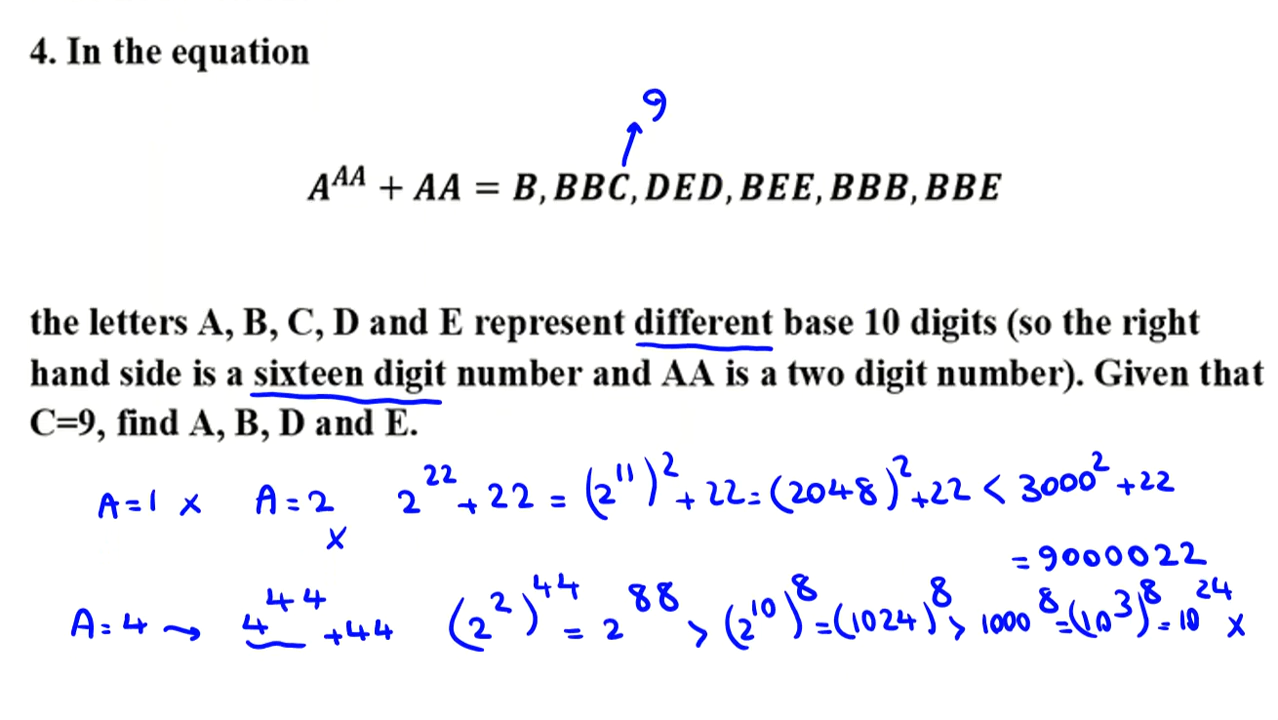 4. In the equation
9
A^{AA} + AA = B, BBC, DED, BEE, BBB, BBE
the letters A, B, C, D and E represent different base 10 digits (so the right
hand side is a sixteen digit number and AA is a two digit number). Given that
C=9, find A, B, D and E.
A=1 × A=2 2^{22}+22 = (2^{11})^2+22=(2048)^2+22 < 3000^2+22
×
=9000022
A=4 → 4^{44}+44 (2^2)^{44}=2^{88} > (2^{10})^8=(1024)^8 > 1000^8=(10^3)^8=10^{24} ×